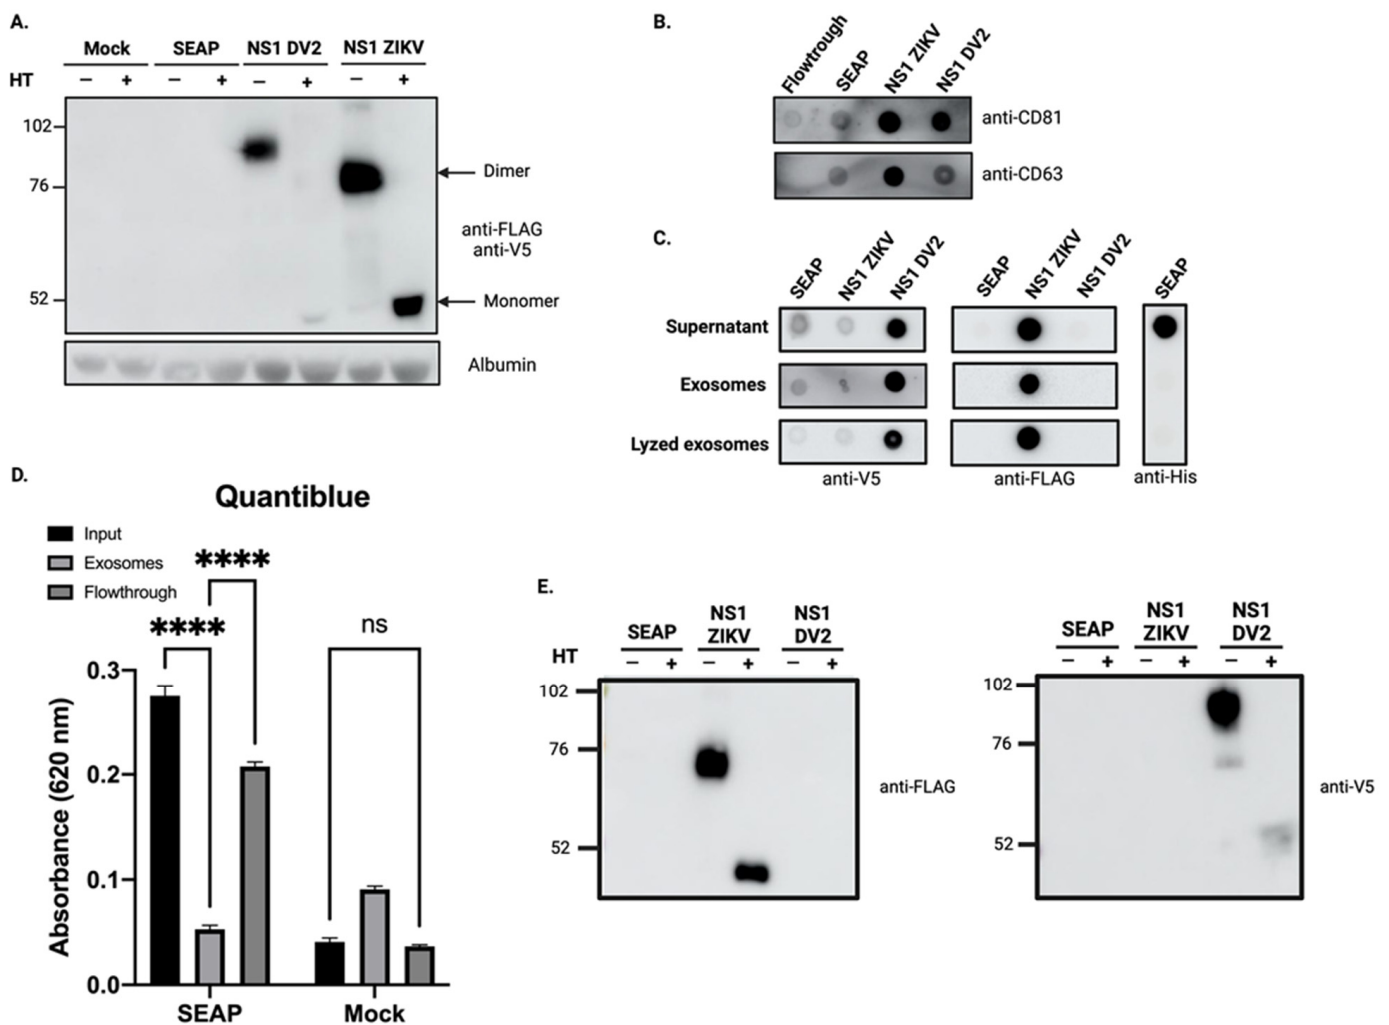 A.
Mock SEAP NS1 DV2 NS1 ZIKV
HT − + − + − + − +
102
76
52
Dimer
anti-FLAG
anti-V5
Monomer
Albumin
B.
Flowtrough SEAP NS1 ZIKV NS1 DV2
anti-CD81
anti-CD63
C.
SEAP NS1 ZIKV NS1 DV2 SEAP NS1 ZIKV NS1 DV2 SEAP
Supernatant
Exosomes
Lyzed exosomes
anti-V5 anti-FLAG anti-His
D.
Quantiblue
Input
Exosomes
Flowthrough
****
****
ns
Absorbance (620 nm)
0.3
0.2
0.1
0.0
SEAP Mock
E.
SEAP NS1 ZIKV NS1 DV2
HT − + − + − +
102
76
52
anti-FLAG
SEAP NS1 ZIKV NS1 DV2
− + − + − +
102
76
52
anti-V5